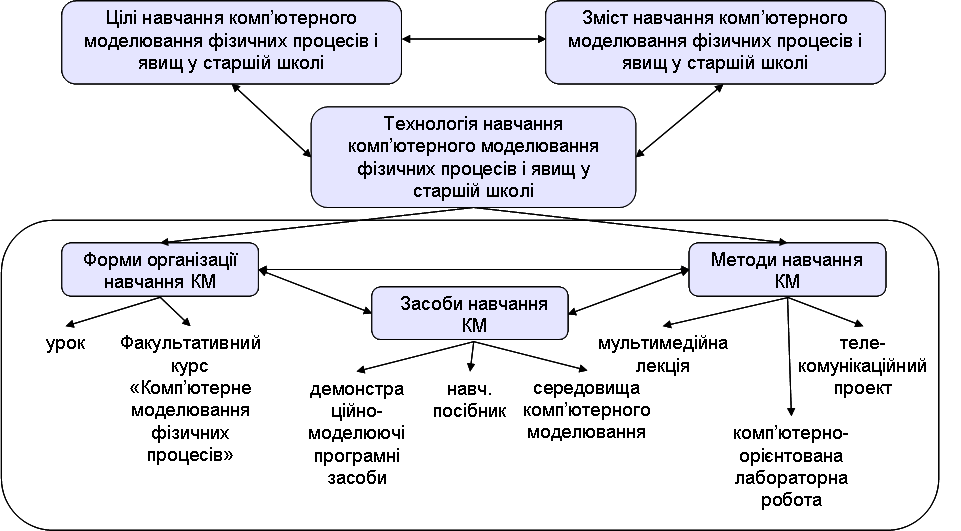 Цілі навчання комп’ютерного
моделювання фізичних процесів і
явищ у старшій школі
Зміст навчання комп’ютерного
моделювання фізичних процесів і
явищ у старшій школі
Технологія навчання
комп’ютерного моделювання
фізичних процесів і явищ у
старшій школі
Форми організації
навчання КМ
Засоби навчання
КМ
Методи навчання
КМ
урок
Факультативний
курс
«Комп’ютерне
моделювання
фізичних
процесів»
демонстра
ційно-
моделюючі
програмні
засоби
навч.
посібник
середовища
комп’ютерного
моделювання
мультимедійна
лекція
комп’ютерно-
орієнтована
лабораторна
робота
теле-
комунікаційний
проект